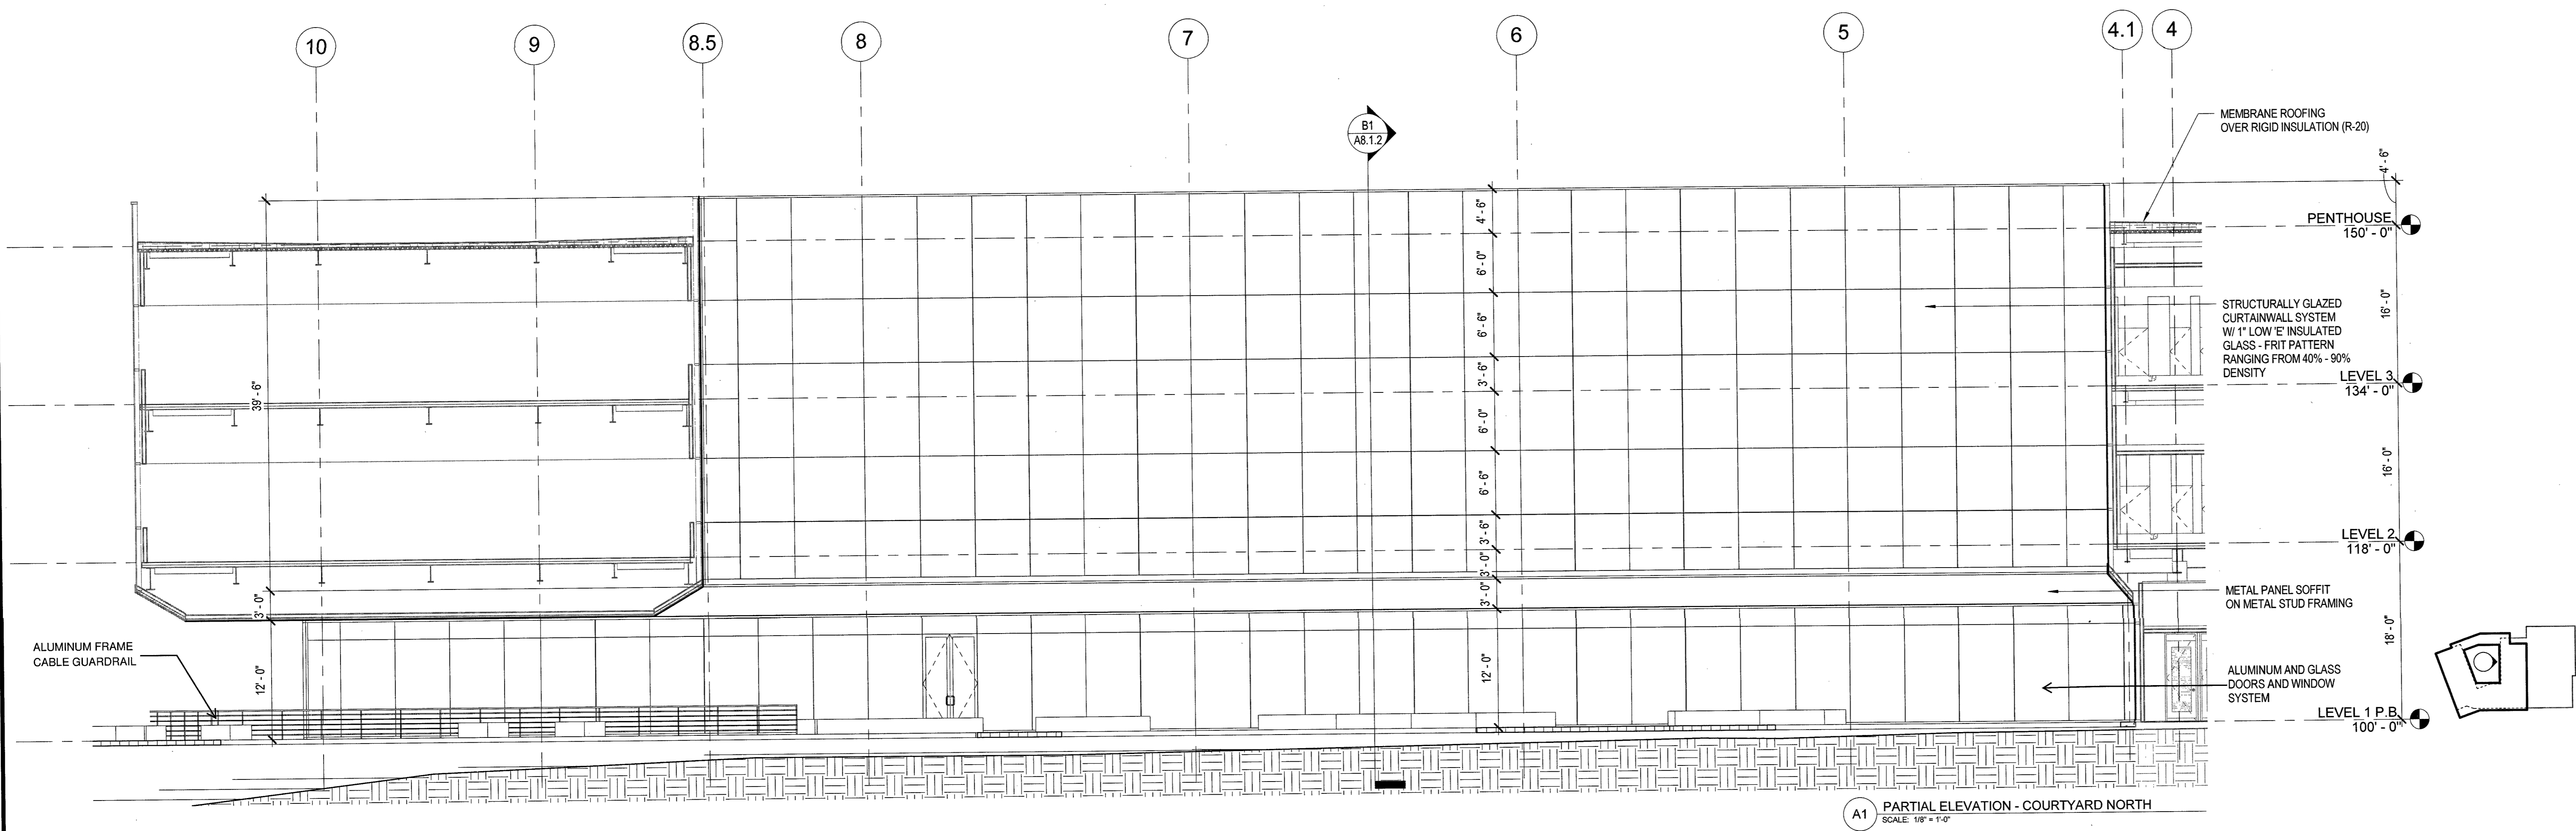 10
9
8.5
8
7
6
5
4.1
4
B1
A8.1.2
MEMBRANE ROOFING
OVER RIGID INSULATION (R-20)
4' - 6"
PENTHOUSE
150' - 0"
4' - 6"
6' - 0"
6' - 6"
3' - 6"
6' - 0"
6' - 6"
3' - 6"
3' - 0"
3' - 0"
12' - 0"
39' - 6"
3' - 0"
12' - 0"
STRUCTURALLY GLAZED
CURTAINWALL SYSTEM
W/ 1" LOW 'E' INSULATED
GLASS - FRIT PATTERN
RANGING FROM 40% - 90%
DENSITY
16' - 0"
LEVEL 3
134' - 0"
16' - 0"
LEVEL 2
118' - 0"
METAL PANEL SOFFIT
ON METAL STUD FRAMING
18' - 0"
ALUMINUM FRAME
CABLE GUARDRAIL
ALUMINUM AND GLASS
DOORS AND WINDOW
SYSTEM
LEVEL 1 P.B.
100' - 0"
A1
PARTIAL ELEVATION - COURTYARD NORTH
SCALE: 1/8" = 1'-0"